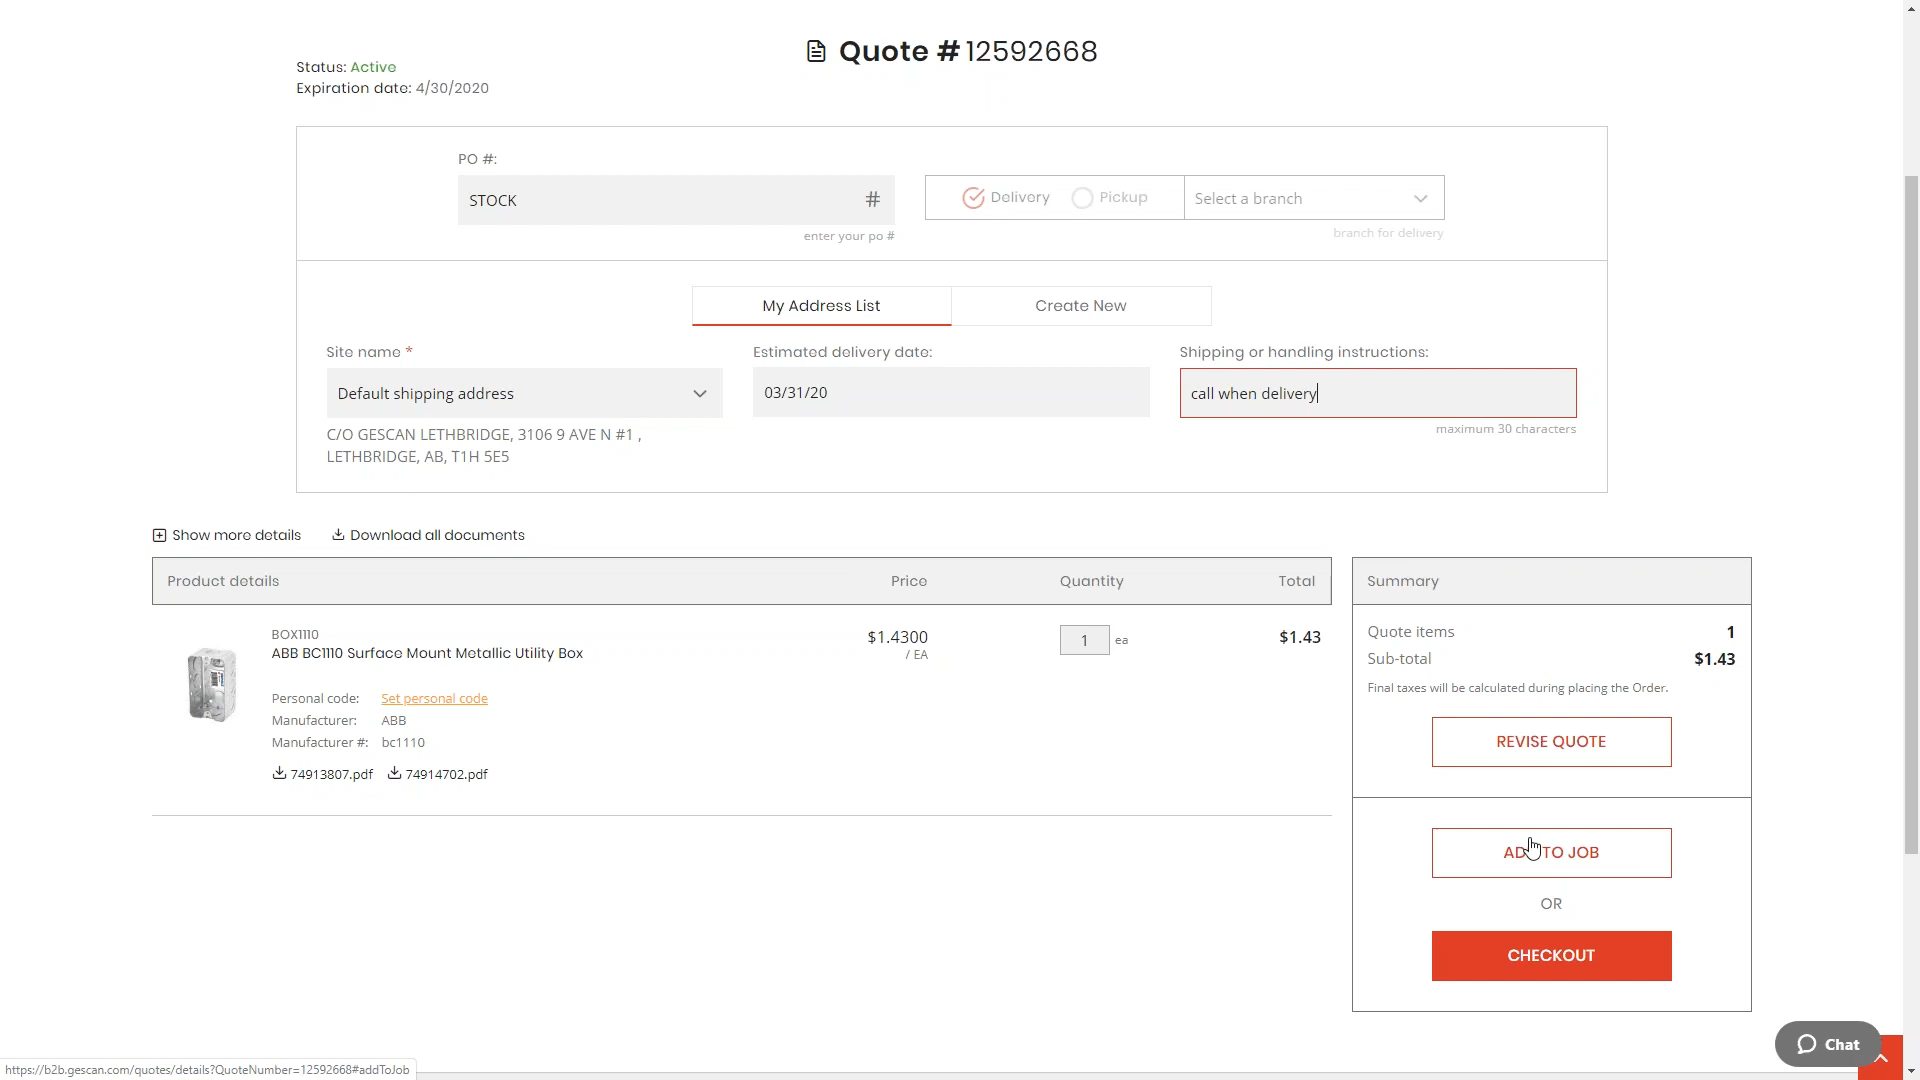 Quote #12592668
Status: Active
Expiration date: 4/30/2020
PO #:
STOCK #
enter your po #
Delivery Pickup Select a branch
branch for delivery
My Address List Create New
Site name * Estimated delivery date: Shipping or handling instructions:
Default shipping address 03/31/20 call when delivery
maximum 30 characters
C/O GESCAN LETHBRIDGE, 3106 9 AVE N #1 ,
LETHBRIDGE, AB, T1H 5E5
Show more details Download all documents
Product details Price Quantity Total
BOX1110
ABB BC1110 Surface Mount Metallic Utility Box
$1.4300
/ EA
1 ea
$1.43
Personal code: Set personal code
Manufacturer: ABB
Manufacturer #: bc1110
74913807.pdf 74914702.pdf
Summary
Quote items 1
Sub-total $1.43
Final taxes will be calculated during placing the Order.
REVISE QUOTE
ADD TO JOB
OR
CHECKOUT
Chat
https://b2b.gescan.com/quotes/details?QuoteNumber=12592668#addToJob